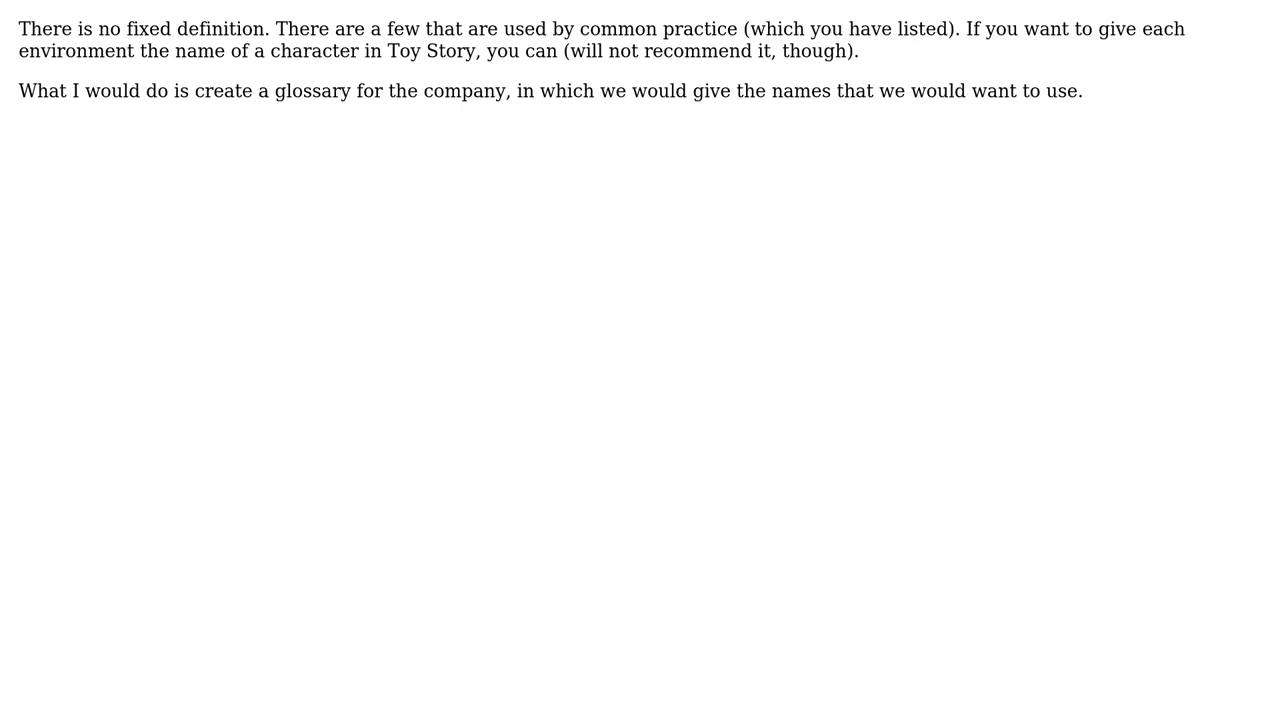 There is no fixed definition. There are a few that are used by common practice (which you have listed). If you want to give each
environment the name of a character in Toy Story, you can (will not recommend it, though).
What I would do is create a glossary for the company, in which we would give the names that we would want to use.